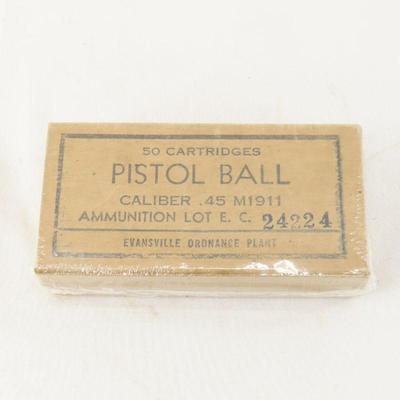 50 CARTRIDGES
PISTOL BALL
CALIBER .45 M1911
AMMUNITION LOT E. C. 24224
EVANSVILLE ORDNANCE PLANT